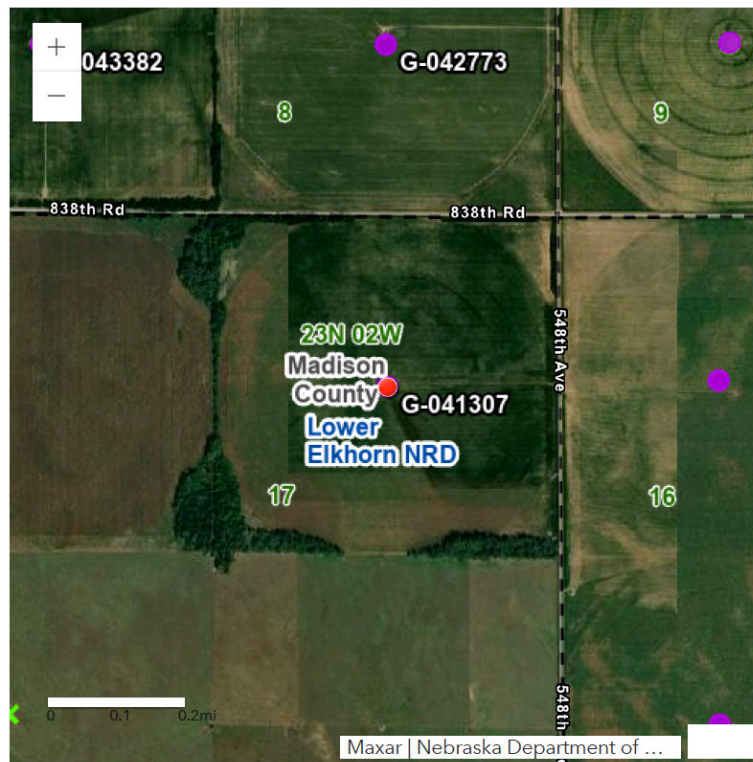 +
043382
G-042773
−
8
9
838th Rd
838th Rd
23N 02W
Madison
County
548th Ave
G-041307
Lower
Elkhorn NRD
17
16
548th
0
0.1
0.2mi
Maxar | Nebraska Department of ...